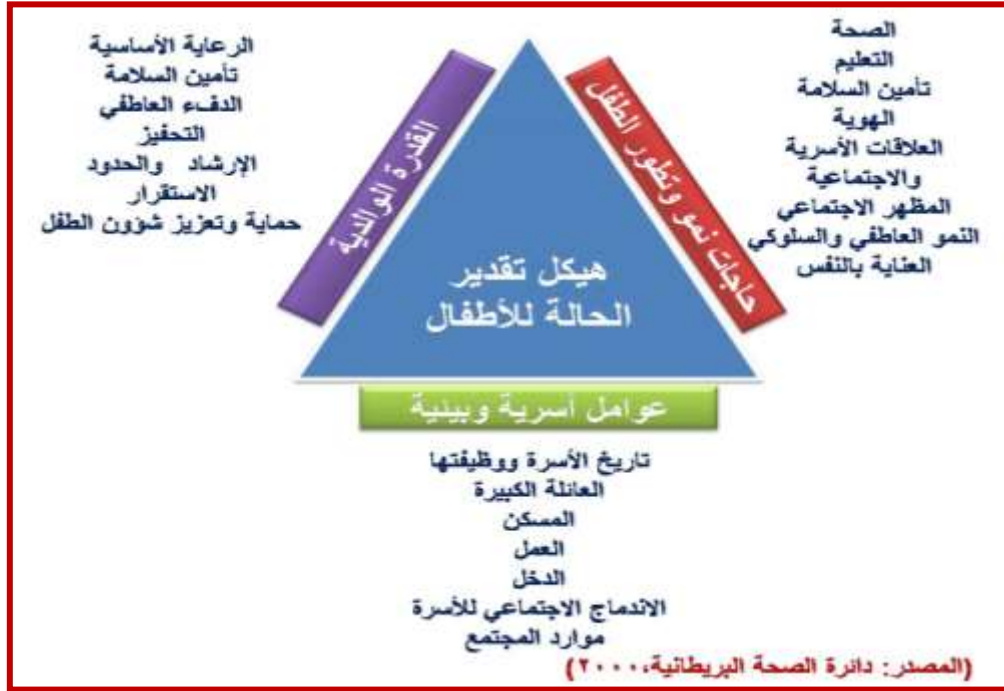 الصحة
التعليم
تأمين السلامة
الهوية
العلاقات الأسرية
والاجتماعية
المظهر الاجتماعي
النمو العاطفي والسلوكي
العناية بالنفس
حاجات نمو وتطور الطفل
الرعاية الأساسية
تأمين السلامة
الدفء العاطفي
التحفيز
الإرشاد والحدود
الاستقرار
حماية وتعزيز شؤون الطفل
القدرة الوالدية
هيكل تقدير
الحالة للأطفال
عوامل أسرية وبيئية
تاريخ الأسرة ووظيفتها
العائلة الكبيرة
المسكن
العمل
الدخل
الاندماج الاجتماعي للأسرة
موارد المجتمع
(المصدر: دائرة الصحة البريطانية،٢٠٠٠)